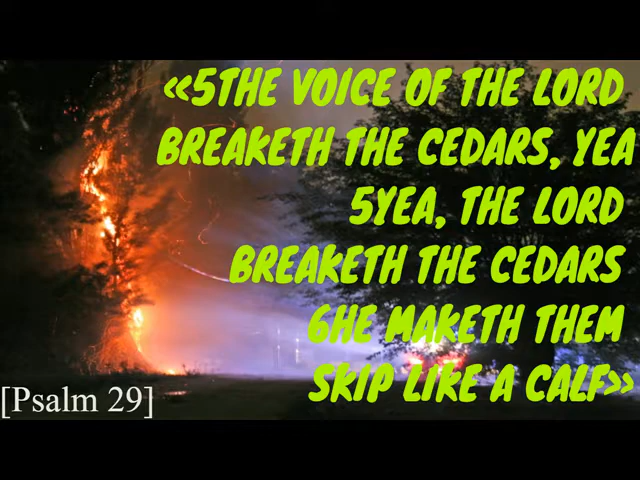 «5THE VOICE OF THE LORD
BREAKETH THE CEDARS, YEA
5YEA, THE LORD
BREAKETH THE CEDARS
6HE MAKETH THEM
SKIP LIKE A CALF»
[Psalm 29]